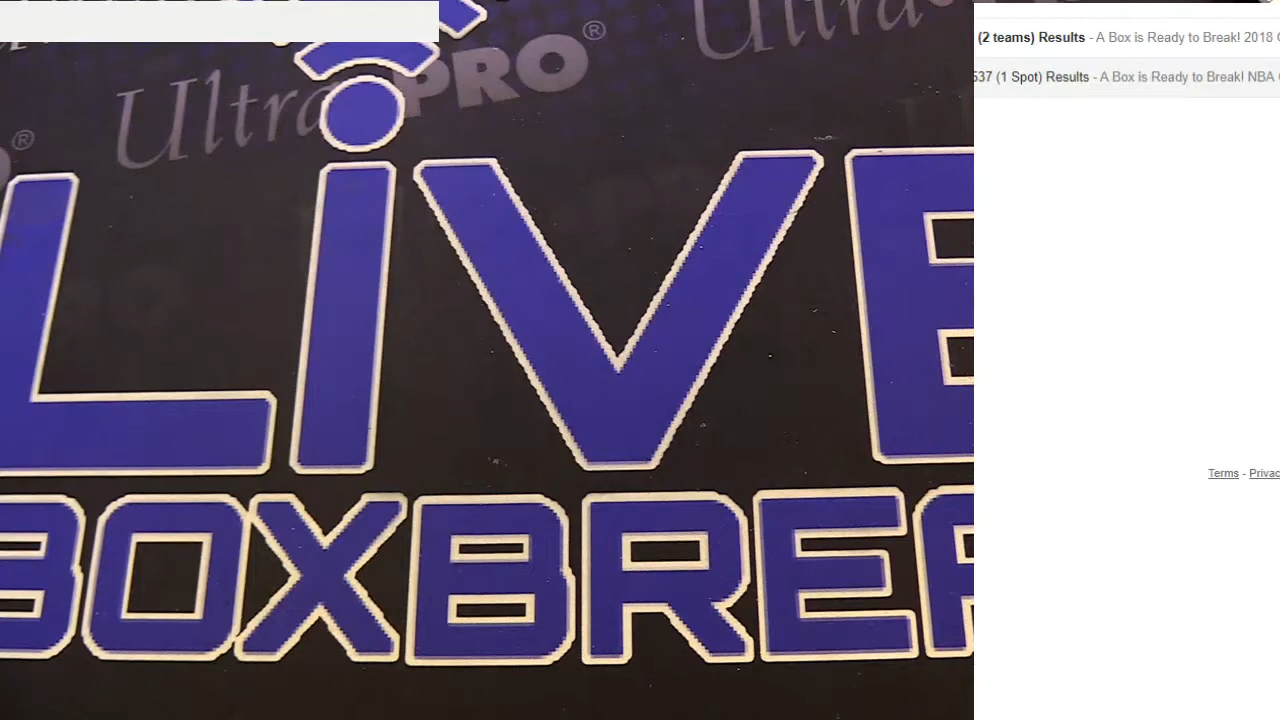 Ultra PRO®
Ultra
®
LiVE
BOXBREA
(2 teams) Results - A Box is Ready to Break! 2018
537 (1 Spot) Results - A Box is Ready to Break! NBA
Terms - Privac